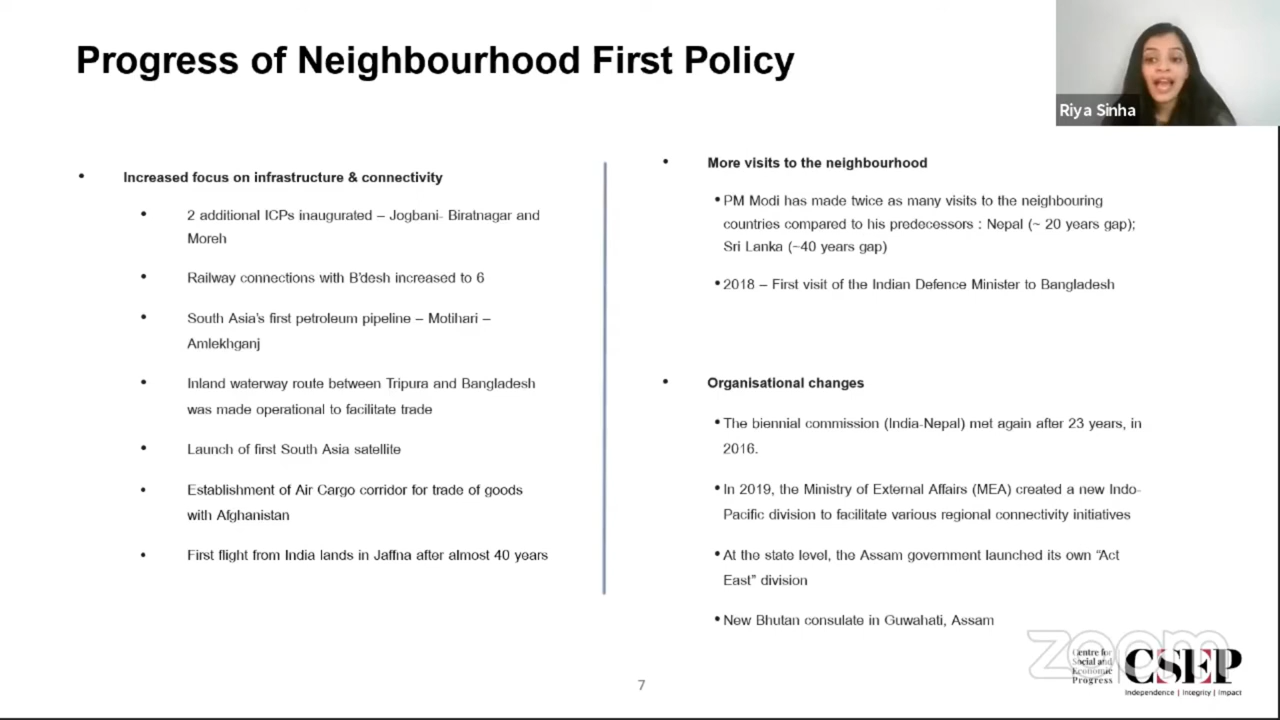 Progress of Neighbourhood First Policy
Riya Sinha
• Increased focus on infrastructure & connectivity
• 2 additional ICPs inaugurated – Jogbani- Biratnagar and
Moreh
• Railway connections with B'desh increased to 6
• South Asia's first petroleum pipeline – Motihari –
Amlekhganj
• Inland waterway route between Tripura and Bangladesh
was made operational to facilitate trade
• Launch of first South Asia satellite
• Establishment of Air Cargo corridor for trade of goods
with Afghanistan
• First flight from India lands in Jaffna after almost 40 years
• More visits to the neighbourhood
• PM Modi has made twice as many visits to the neighbouring
countries compared to his predecessors : Nepal (~ 20 years gap);
Sri Lanka (~40 years gap)
• 2018 – First visit of the Indian Defence Minister to Bangladesh
• Organisational changes
• The biennial commission (India-Nepal) met again after 23 years, in
2016.
• In 2019, the Ministry of External Affairs (MEA) created a new Indo-
Pacific division to facilitate various regional connectivity initiatives
• At the state level, the Assam government launched its own “Act
East” division
• New Bhutan consulate in Guwahati, Assam
zoom
Centre for
Social and
Economic
Progress
CSEP
Independence | Integrity | Impact
7